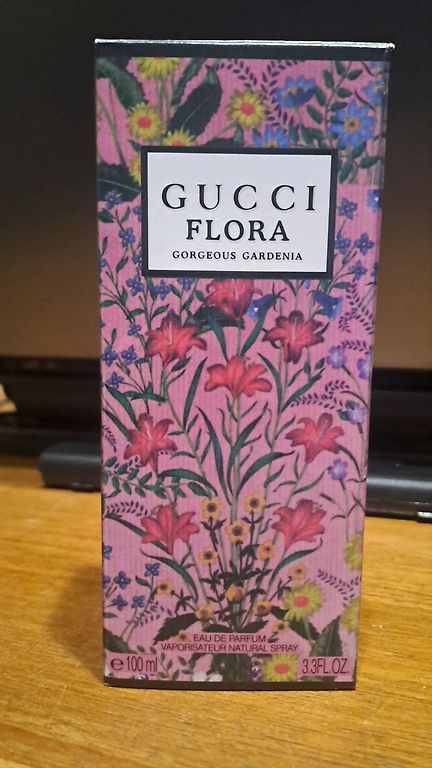 GUCCI
FLORA
GORGEOUS GARDENIA
EAU DE PARFUM
VAPORISATEUR NATURAL SPRAY
℮ 100 ml 3.3FL.OZ.